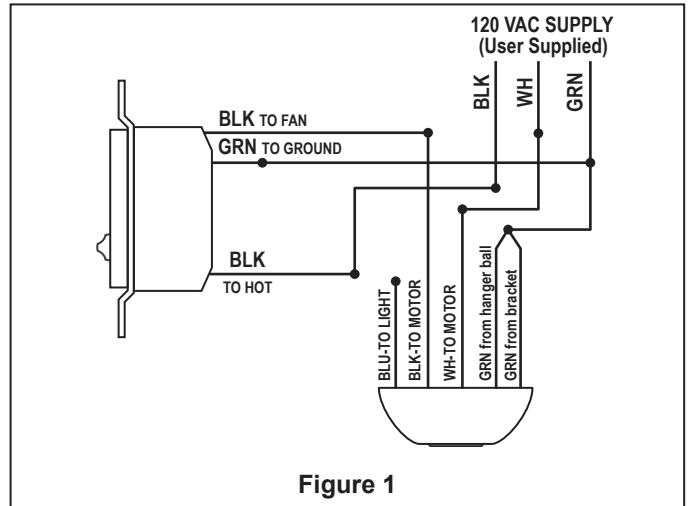 120 VAC SUPPLY
(User Supplied)
BLK
WH
GRN
BLK TO FAN
GRN TO GROUND
BLK
TO HOT
BLU-TO LIGHT
BLK-TO MOTOR
WH-TO MOTOR
GRN from hanger ball
GRN from bracket
Figure 1